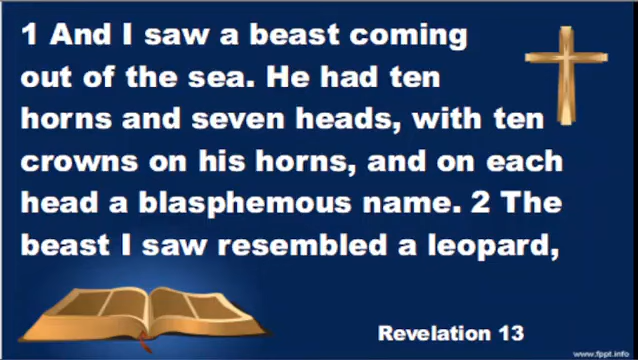 1 And I saw a beast coming
out of the sea. He had ten
horns and seven heads, with ten
crowns on his horns, and on each
head a blasphemous name. 2 The
beast I saw resembled a leopard,
Revelation 13
www.fppt.info